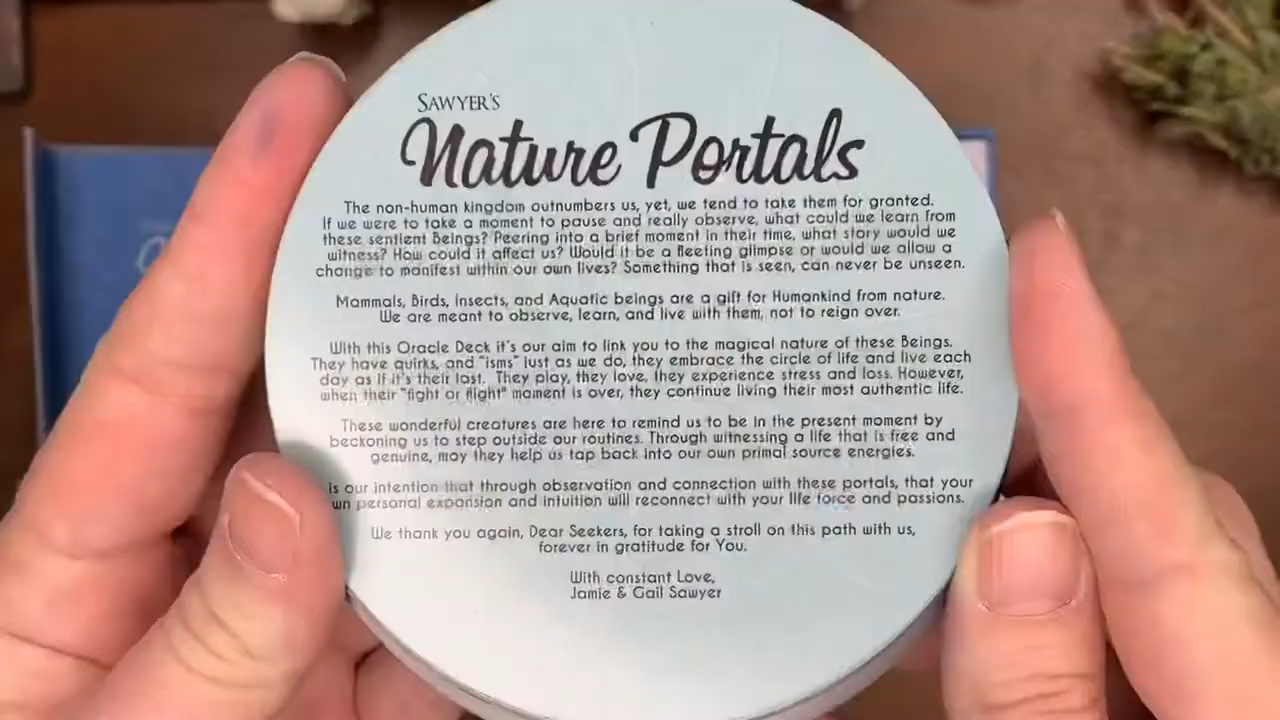 SAWYER'S
Nature Portals
The non-human kingdom outnumbers us, yet, we tend to take them for granted.
If we were to take a moment to pause and really observe, what could we learn from
these sentient Beings? Peering into a brief moment in their time, what story would we
witness? How could it affect us? Would it be a fleeting glimpse or would we allow a
change to manifest within our own lives? Something that is seen, can never be unseen.
Mammals, Birds, Insects, and Aquatic beings are a gift for Humankind from nature.
We are meant to observe, learn, and live with them, not to reign over.
With this Oracle Deck it's our aim to link you to the magical nature of these Beings.
They have quirks, and "isms" just as we do, they embrace the circle of life and live each
day as if it's their last. They play, they love, they experience stress and loss. However,
when their "fight or flight" moment is over, they continue living their most authentic life.
These wonderful creatures are here to remind us to be in the present moment by
beckoning us to step outside our routines. Through witnessing a life that is free and
genuine, may they help us tap back into our own primal source energies.
is our intention that through observation and connection with these portals, that your
wn personal expansion and intuition will reconnect with your life force and passions.
We thank you again, Dear Seekers, for taking a stroll on this path with us,
forever in gratitude for You.
With constant Love,
Jamie & Gail Sawyer